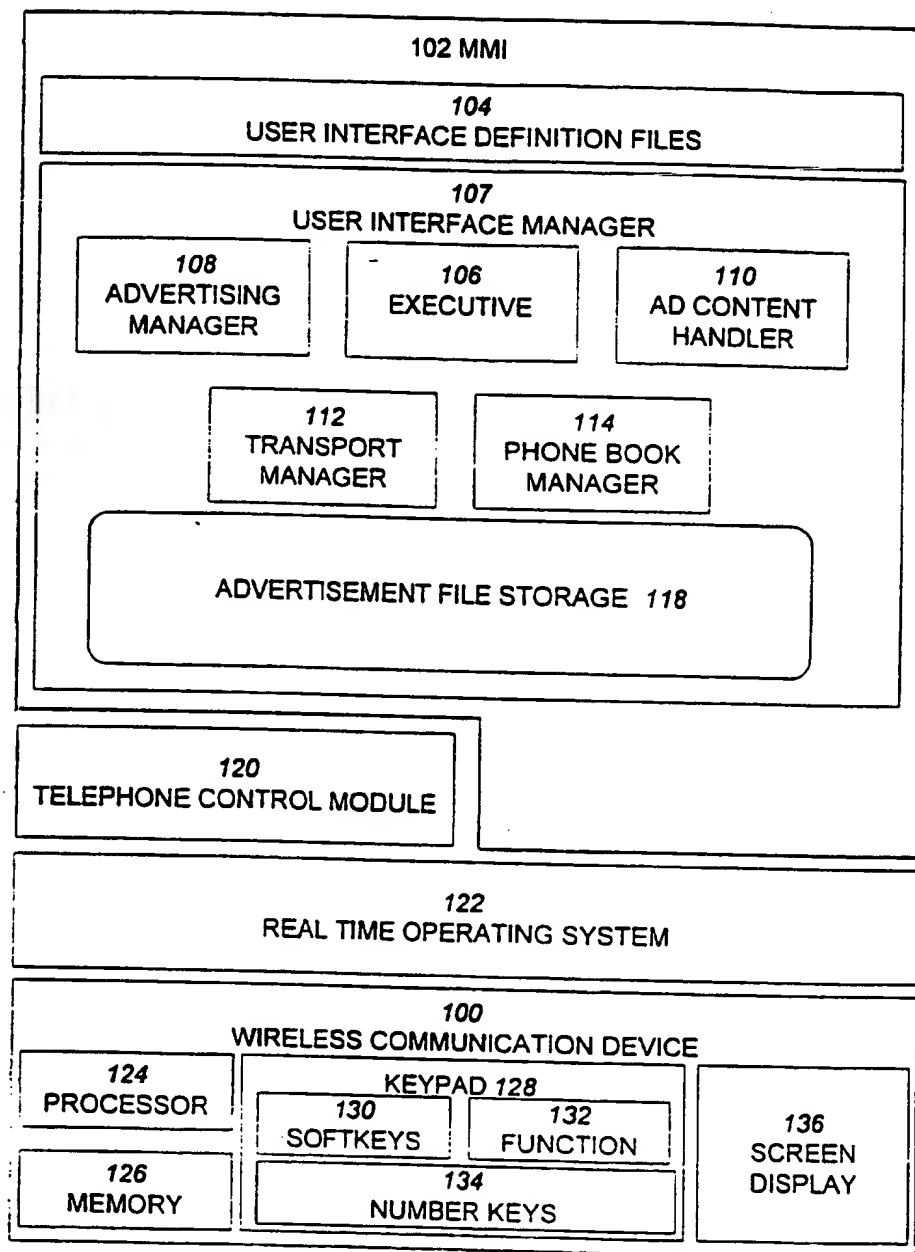 102 MMI
104
USER INTERFACE DEFINITION FILES
107
USER INTERFACE MANAGER
108
ADVERTISING
MANAGER
106
EXECUTIVE
110
AD CONTENT
HANDLER
112
TRANSPORT
MANAGER
114
PHONE BOOK
MANAGER
ADVERTISEMENT FILE STORAGE 118
120
TELEPHONE CONTROL MODULE
122
REAL TIME OPERATING SYSTEM
100
WIRELESS COMMUNICATION DEVICE
124
PROCESSOR
126
MEMORY
KEYPAD 128
130
SOFTKEYS
132
FUNCTION
134
NUMBER KEYS
136
SCREEN
DISPLAY